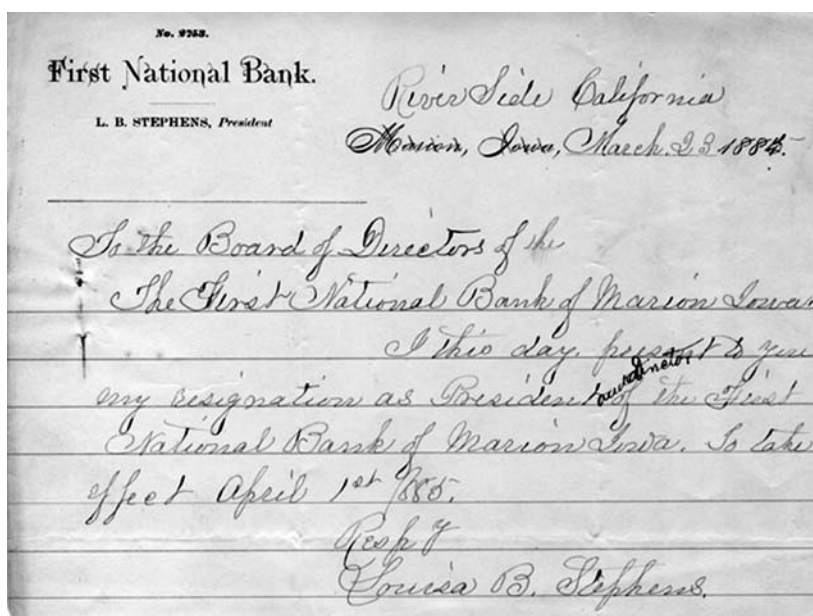 No. 2753.
First National Bank.
L. B. STEPHENS, President
River Side California
Marion, Iowa, March. 23 1885.
To the Board of Directors of the
The First National Bank of Marion Iowa.
I this day. present to you
and director
my resignation as President of the First
National Bank of Marion Iowa. To take
effect April 1st 1885.
Resp y
Louisa B. Stephens.